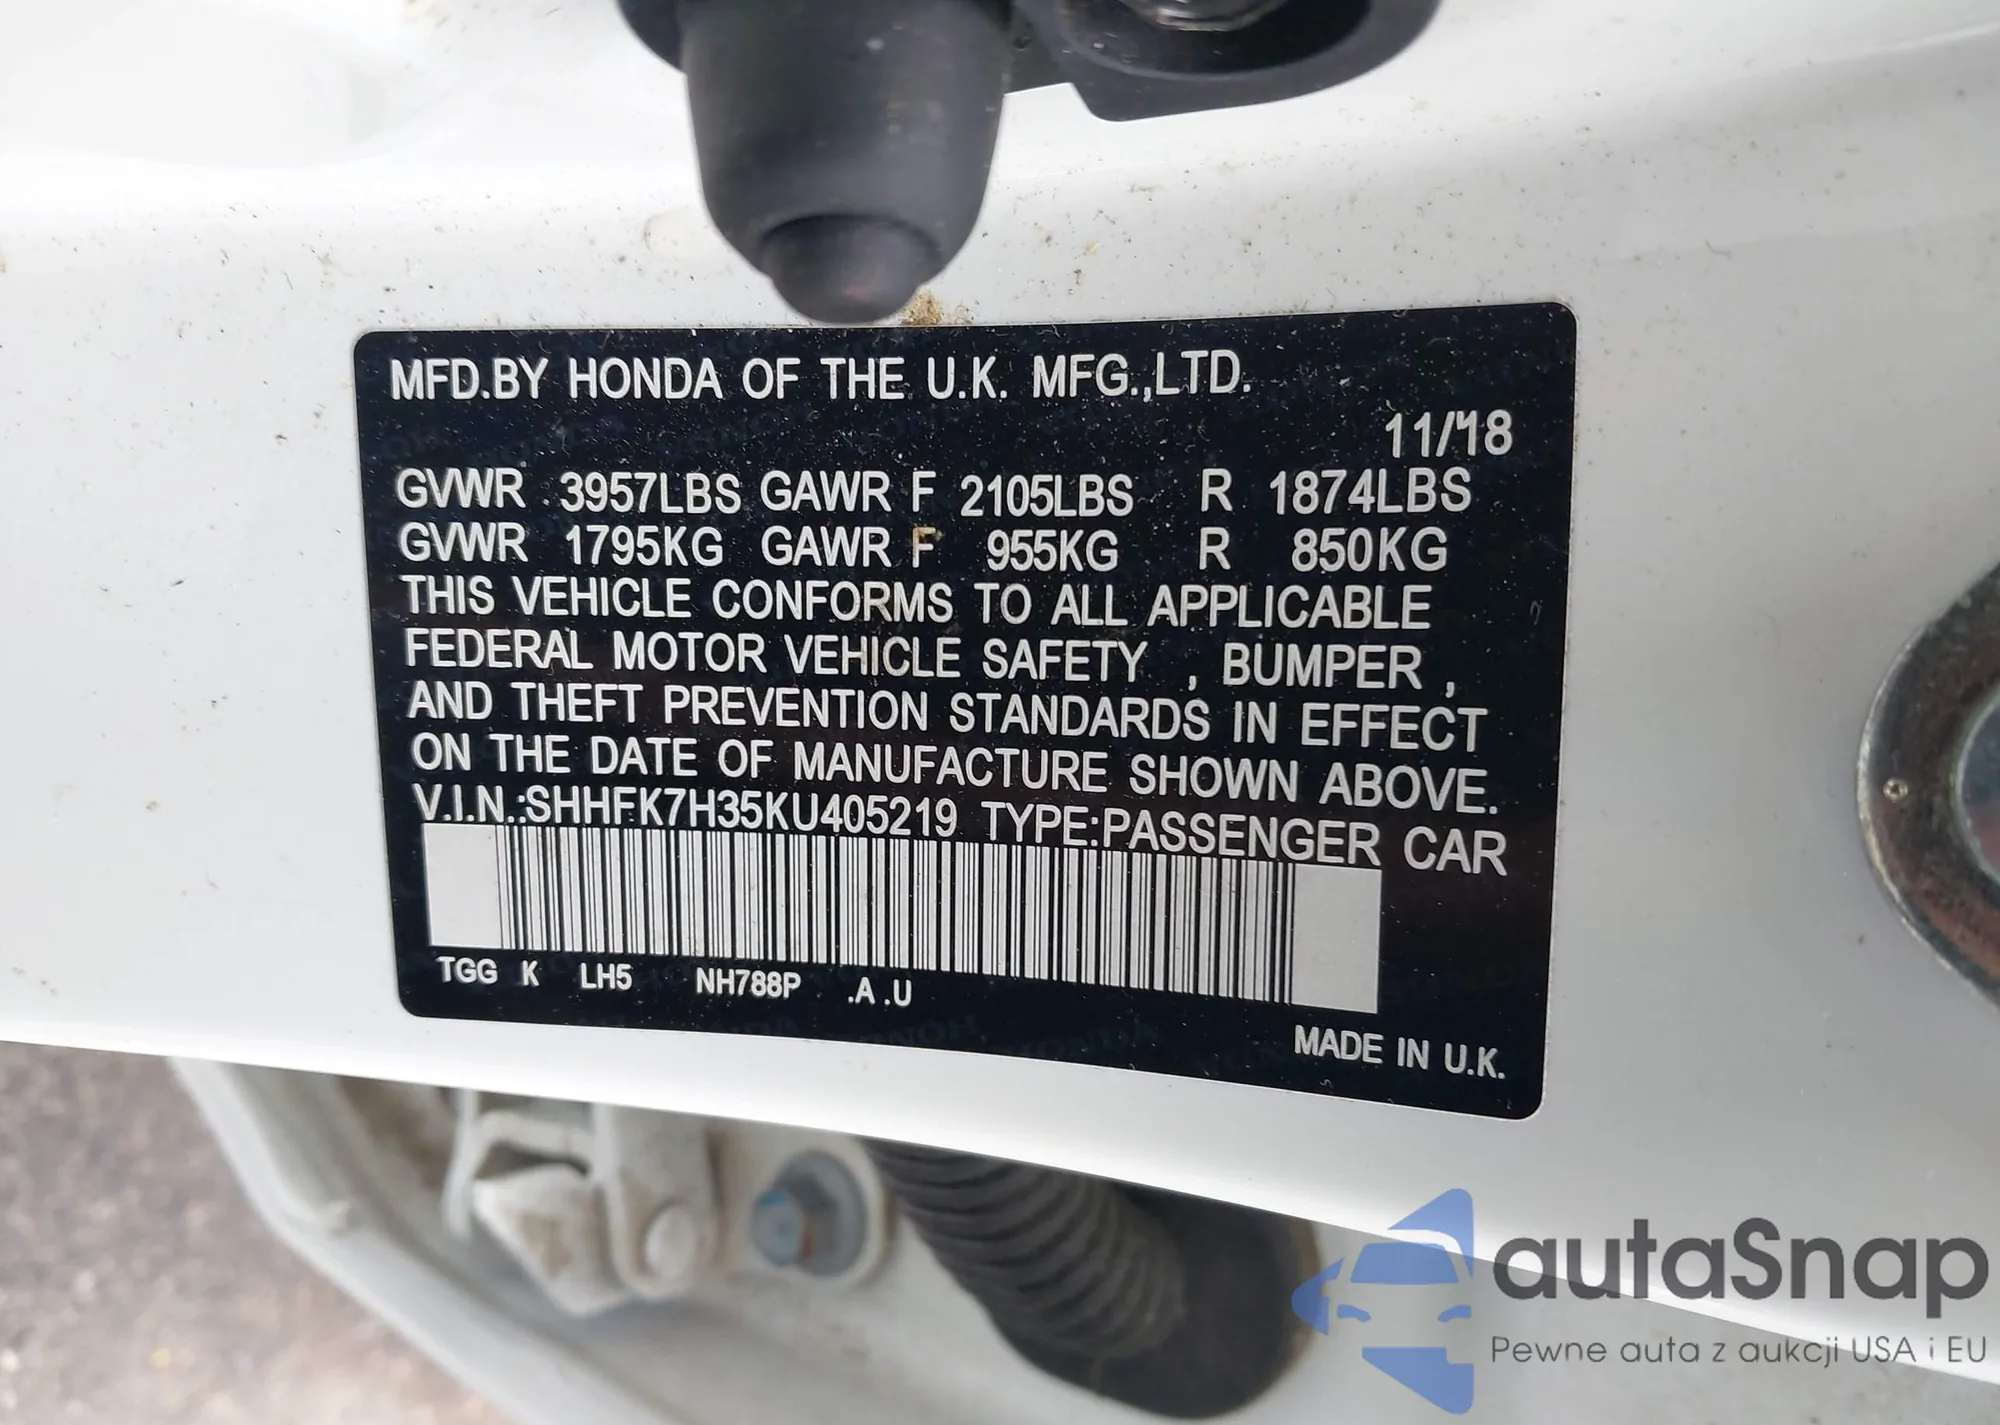 MFD.BY HONDA OF THE U.K. MFG.,LTD.
11/18
GVWR 3957LBS GAWR F 2105LBS R 1874LBS
GVWR 1795KG GAWR F 955KG R 850KG
THIS VEHICLE CONFORMS TO ALL APPLICABLE
FEDERAL MOTOR VEHICLE SAFETY , BUMPER ,
AND THEFT PREVENTION STANDARDS IN EFFECT
ON THE DATE OF MANUFACTURE SHOWN ABOVE.
V.I.N.:SHHFK7H35KU405219 TYPE:PASSENGER CAR
TGG K LH5 NH788P .A .U
MADE IN U.K.
autaSnap
Pewne auta z aukcji USA i EU